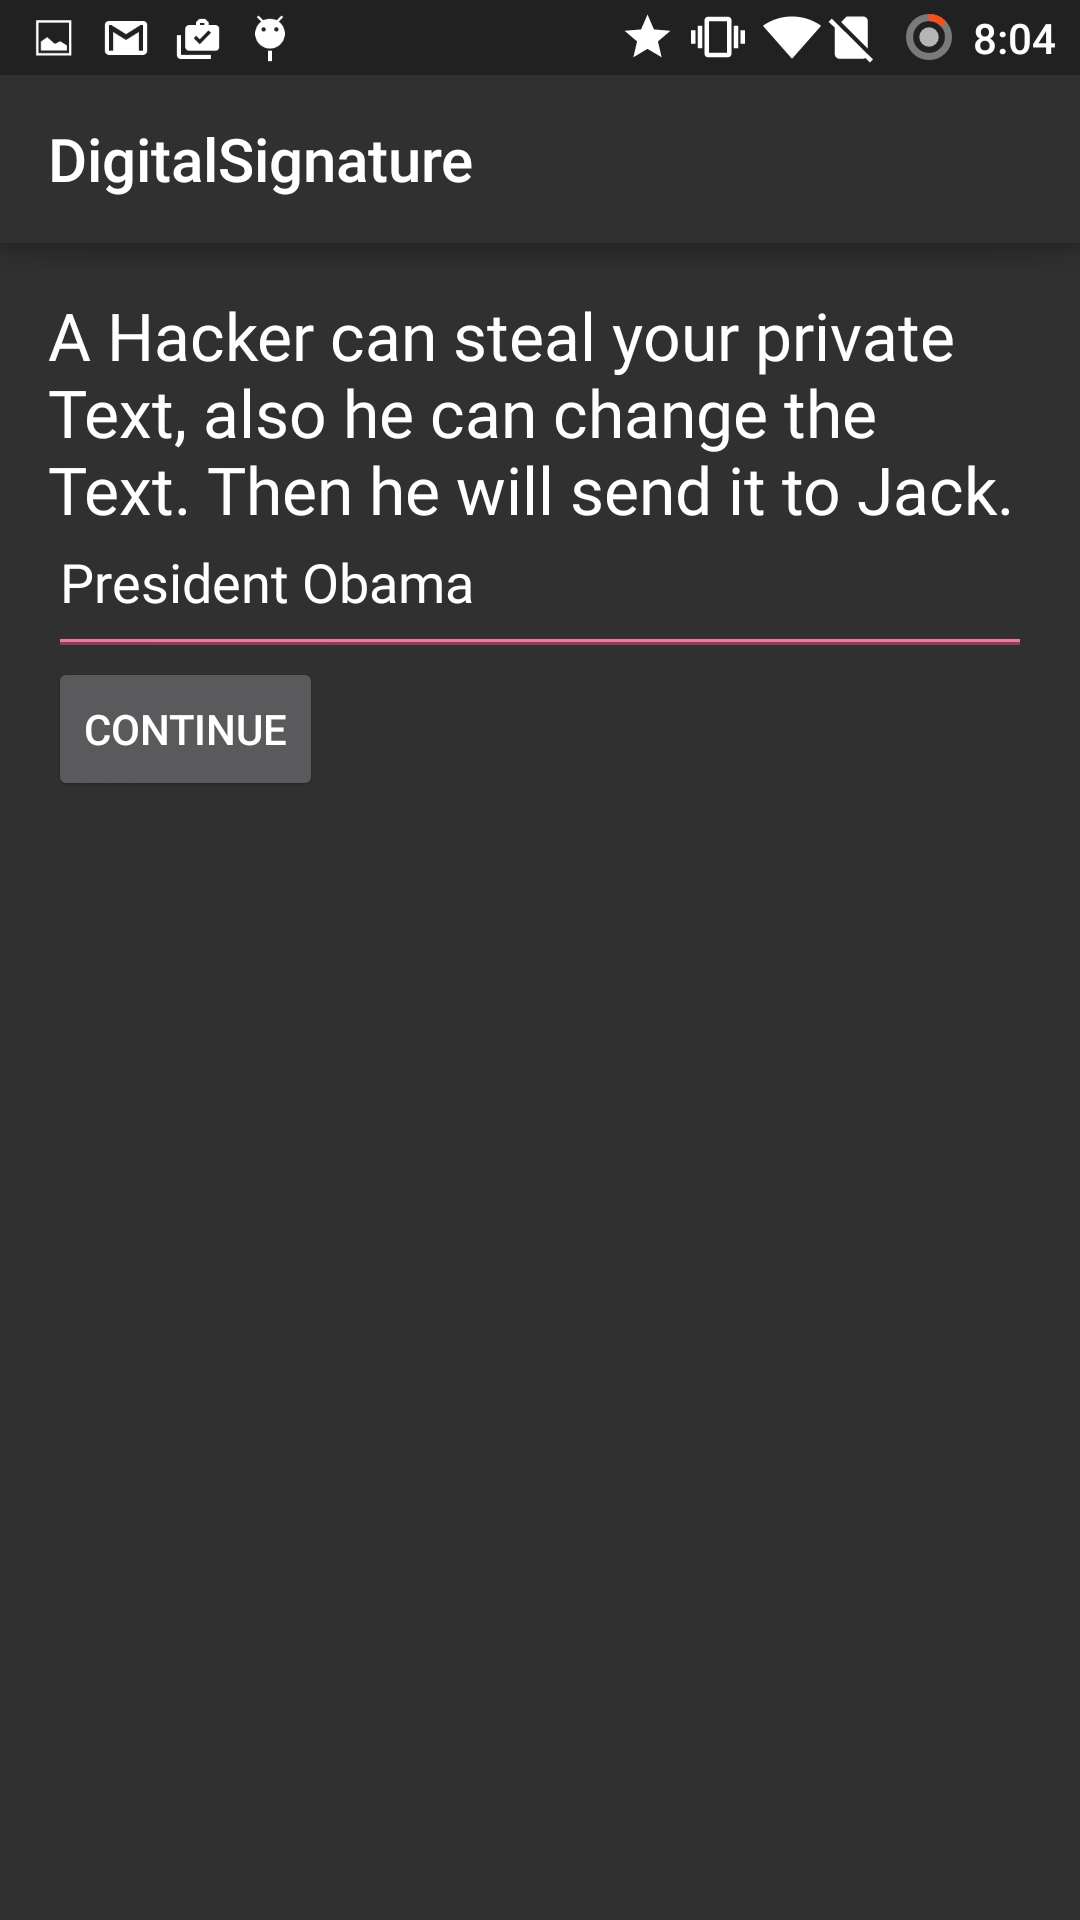 8:04
DigitalSignature
A Hacker can steal your private
Text, also he can change the
Text. Then he will send it to Jack.
President Obama
CONTINUE